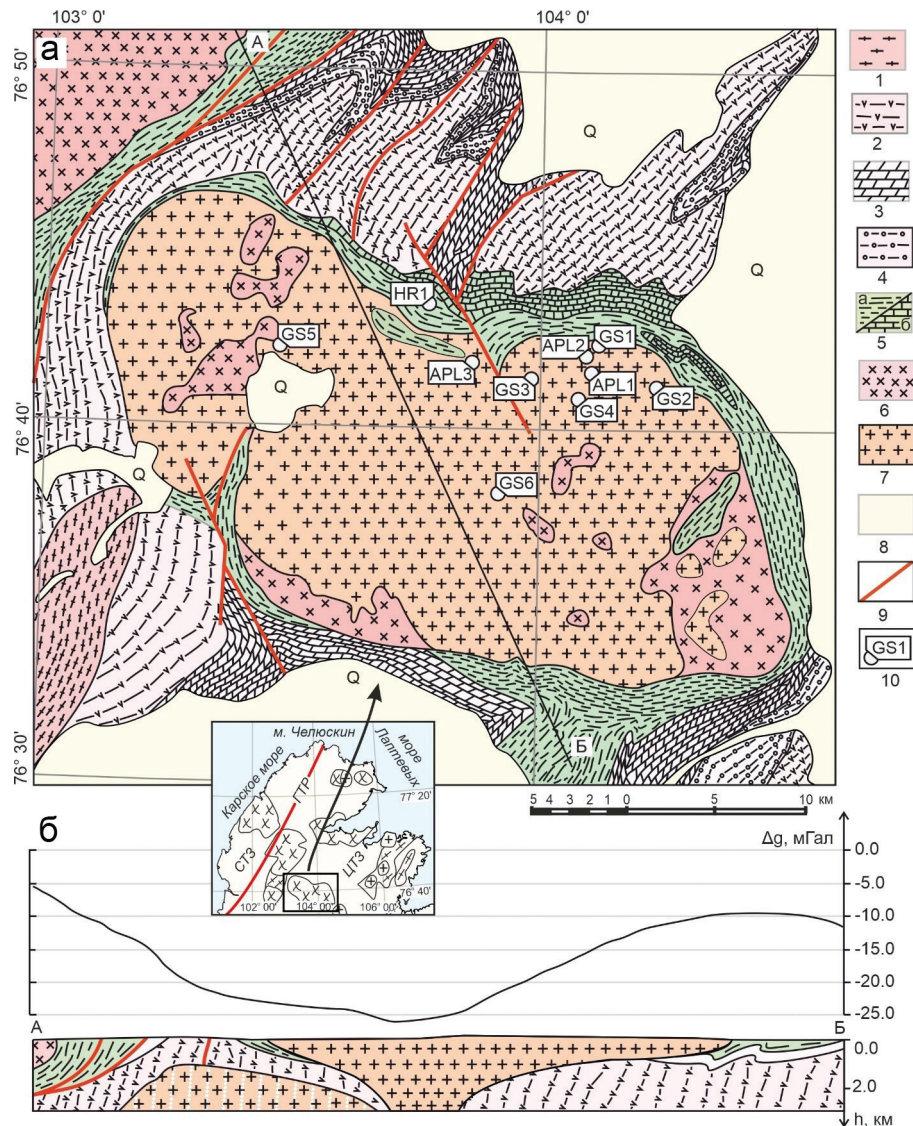 103° 0'
104° 0'
а
А
76° 50'
Q
Q
HR1
GS5
APL2
GS1
APL3
GS3
APL1
GS4
GS2
Q
76° 40'
Q
GS6
Q
Б
76° 30'
1
2
3
4
а
б
5
6
7
8
9
GS1
10
м. Челюскин
Карское море
море Лаптевых
ГТР
77° 20'
СТЗ
ЦТЗ
76° 40'
102° 00'
104° 00'
106° 00'
5 4 3 2 1 0 5 10 км
б
Δg, мГал
0.0
-5.0
-10.0
-15.0
-20.0
-25.0
А
Б
0.0
2.0
h, км